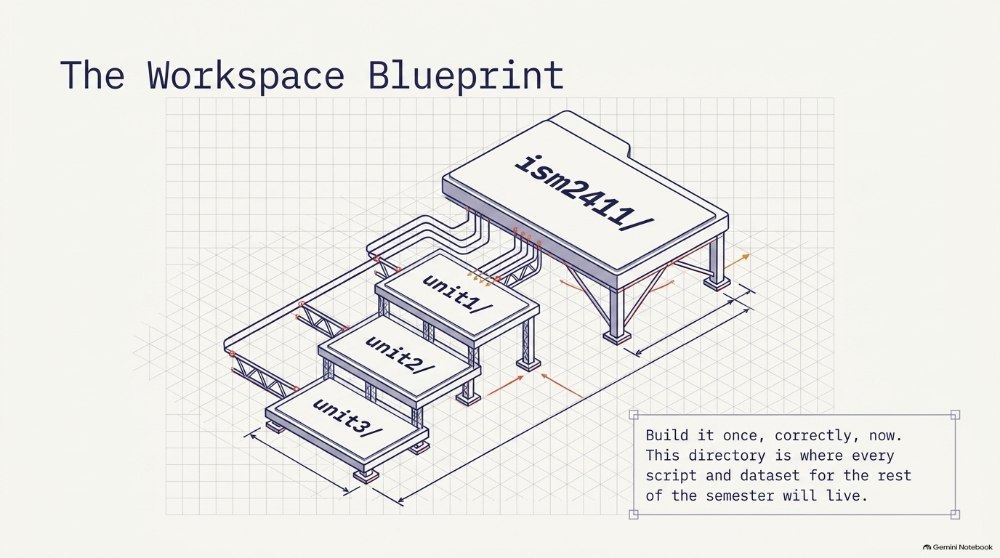 The Workspace Blueprint
ism2411/
unit1/
unit2/
unit3/
Build it once, correctly, now.
This directory is where every
script and dataset for the rest
of the semester will live.
Gemini Notebook